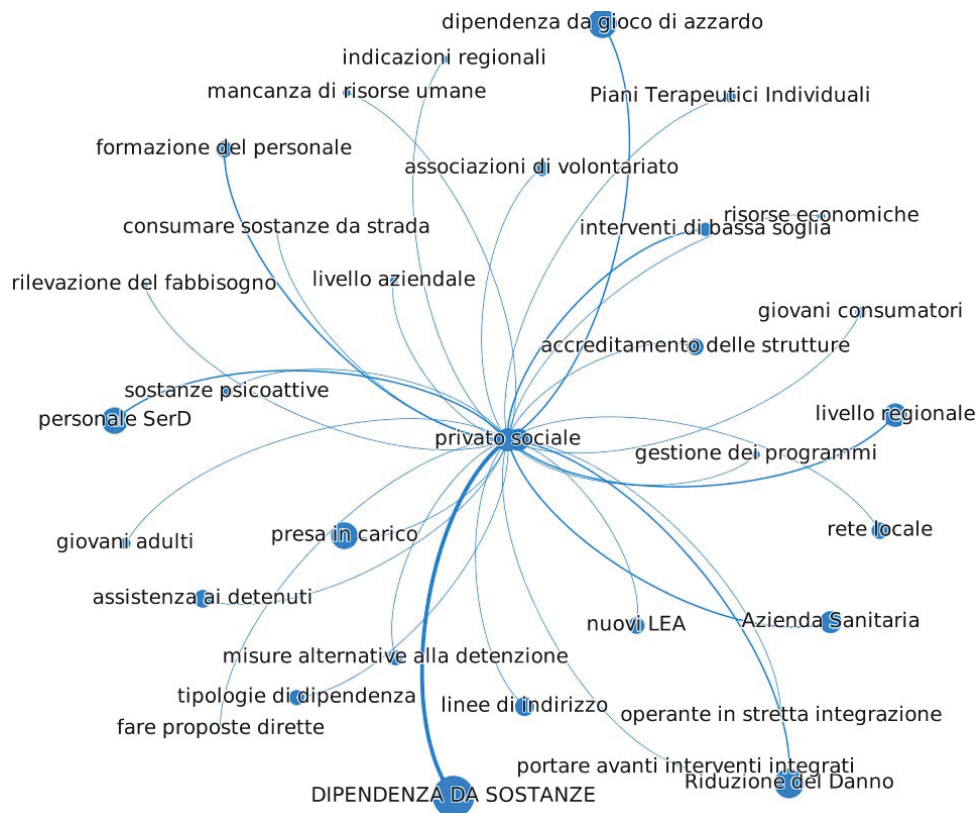 dipendenza da gioco di azzardo
indicazioni regionali
mancanza di risorse umane
Piani Terapeutici Individuali
formazione del personale
associazioni di volontariato
risorse economiche
consumare sostanze da strada
interventi di bassa soglia
rilevazione del fabbisogno
livello aziendale
giovani consumatori
accreditamento delle strutture
sostanze psicoattive
personale SerD
livello regionale
privato sociale
gestione dei programmi
rete locale
presa in carico
giovani adulti
assistenza ai detenuti
nuovi LEA
Azienda Sanitaria
misure alternative alla detenzione
tipologie di dipendenza
linee di indirizzo
operante in stretta integrazione
fare proposte dirette
portare avanti interventi integrati
Riduzione del Danno
DIPENDENZA DA SOSTANZE